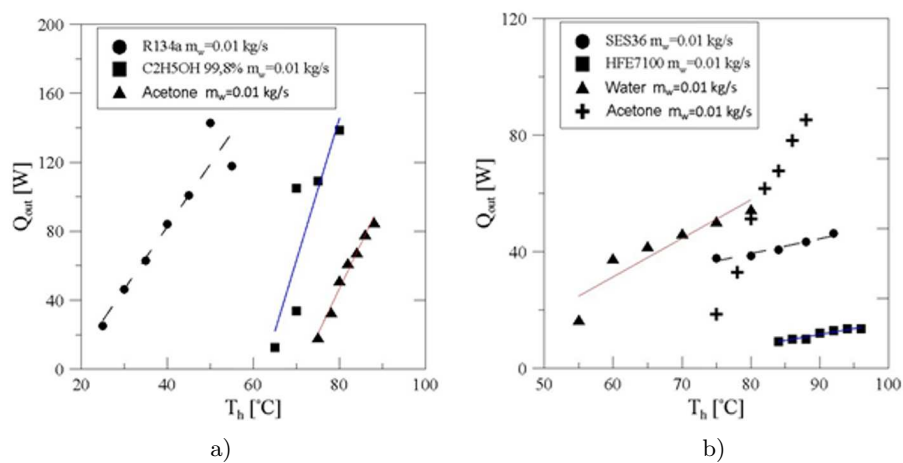 200
160
120
80
40
0
Q_out [W]
R134a m_w=0.01 kg/s
C2H5OH 99,8% m_w=0.01 kg/s
Acetone m_w=0.01 kg/s
20 40 60 80 100
T_h [°C]
a)
120
80
40
0
Q_out [W]
SES36 m_w=0.01 kg/s
HFE7100 m_w=0.01 kg/s
Water m_w=0.01 kg/s
Acetone m_w=0.01 kg/s
50 60 70 80 90 100
T_h [°C]
b)